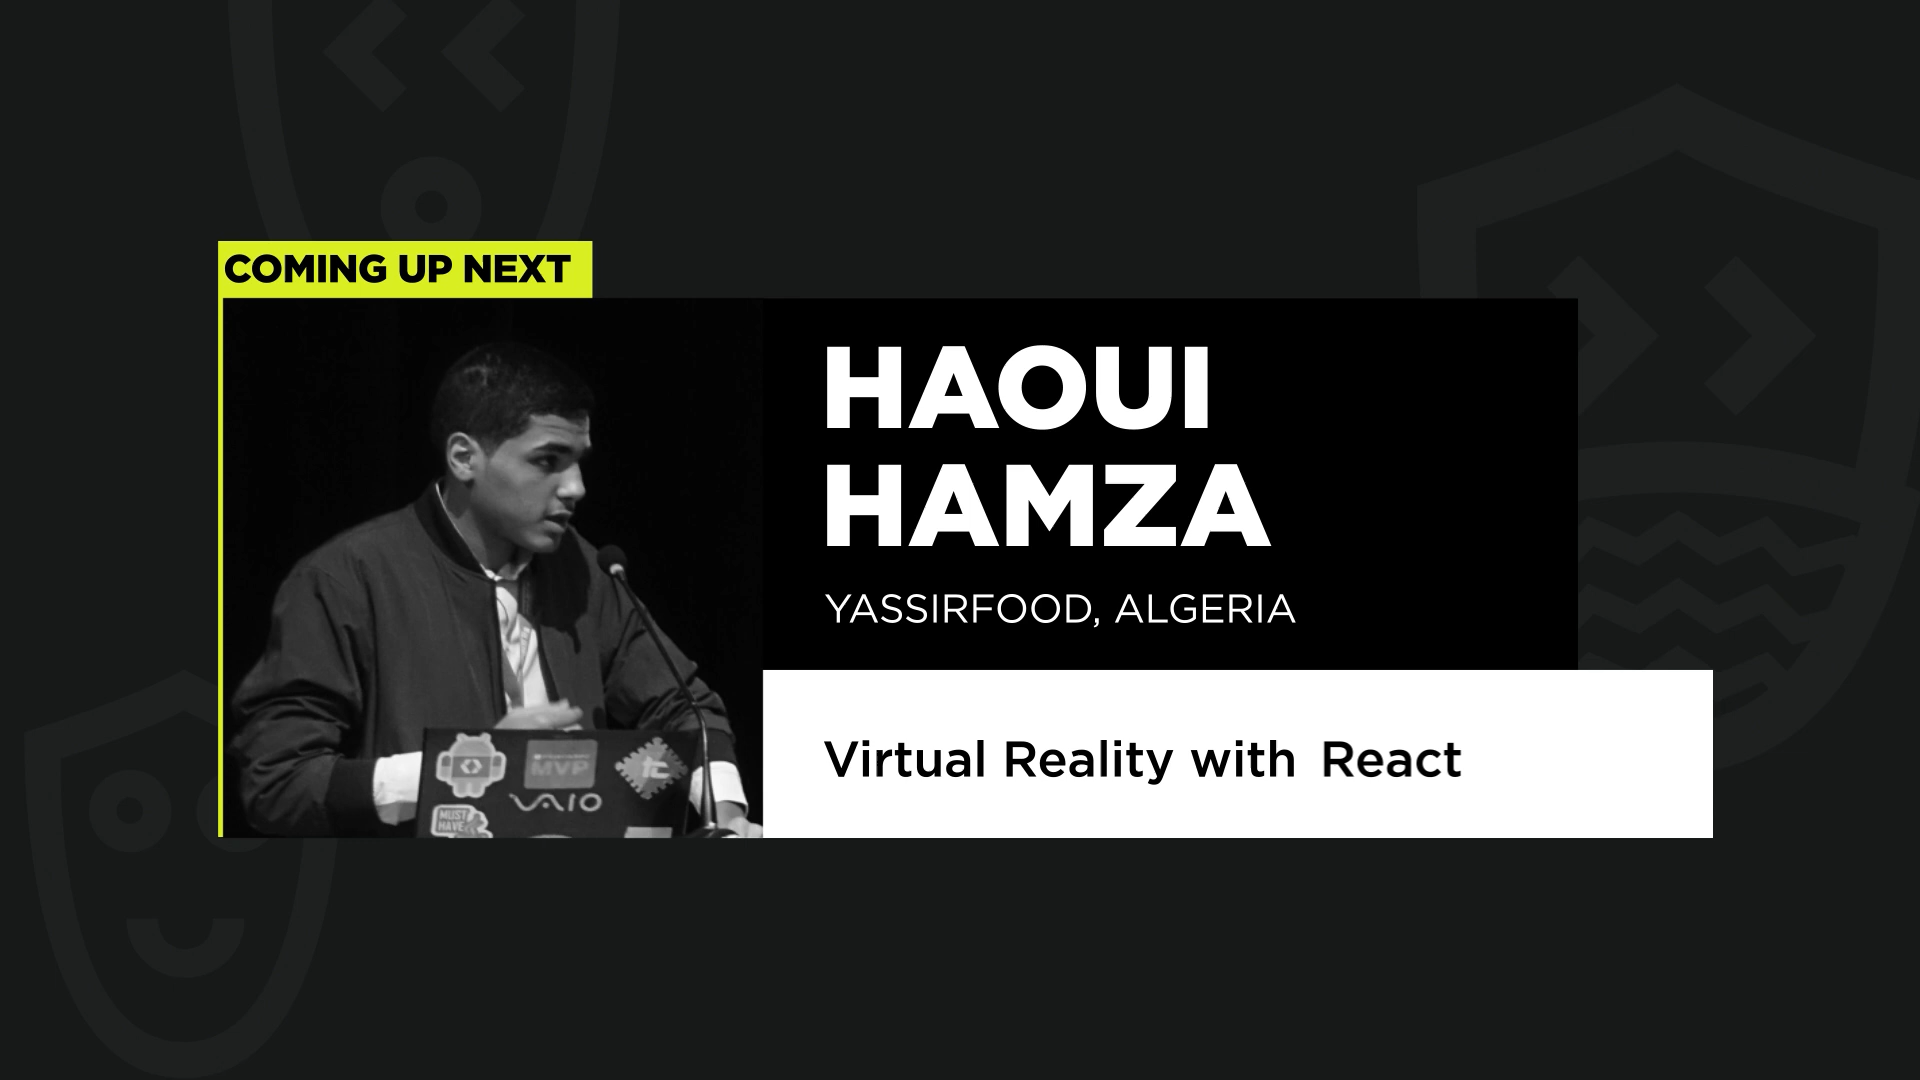 COMING UP NEXT
HAOUI
HAMZA
YASSIRFOOD, ALGERIA
Virtual Reality with React
MVP
VAIO
MUST
HAVE